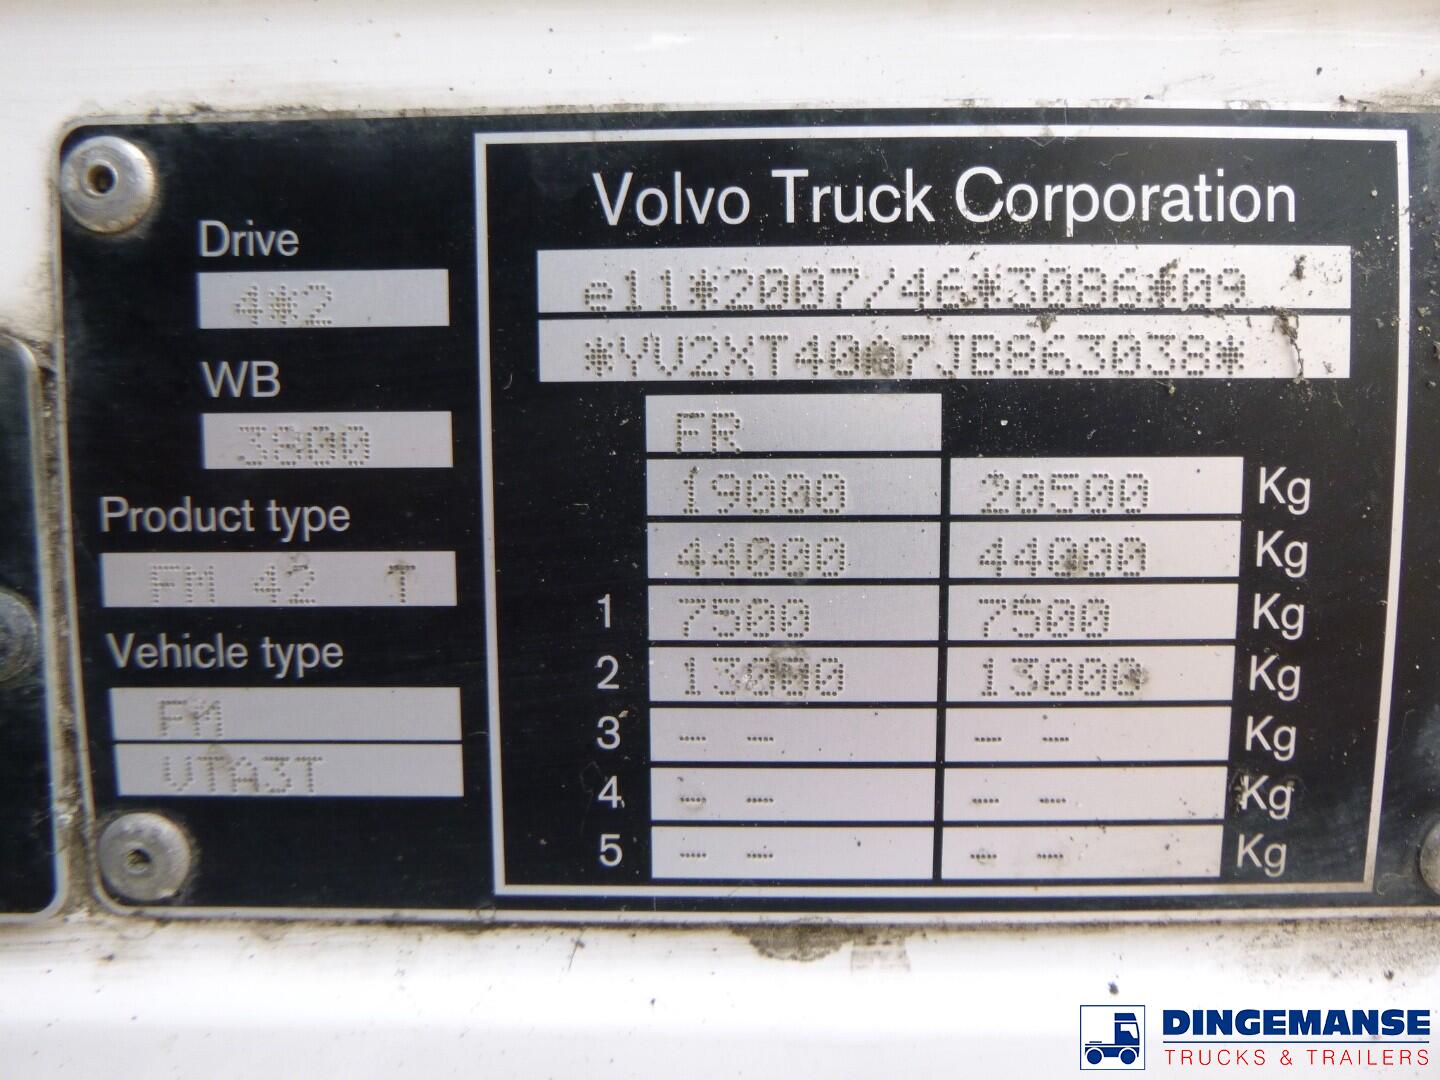 Volvo Truck Corporation
Drive
4*2
WB
3800
Product type
FM 42 T
Vehicle type
FM
VTA3T
e11*2007/46*3086*09
FR
19000 20500 Kg
44000 44000 Kg
1 7500 7500 Kg
2 13000 13000 Kg
3 -- -- -- -- Kg
4 -- -- -- -- Kg
5 -- -- -- -- Kg
DINGEMANSE
TRUCKS & TRAILERS